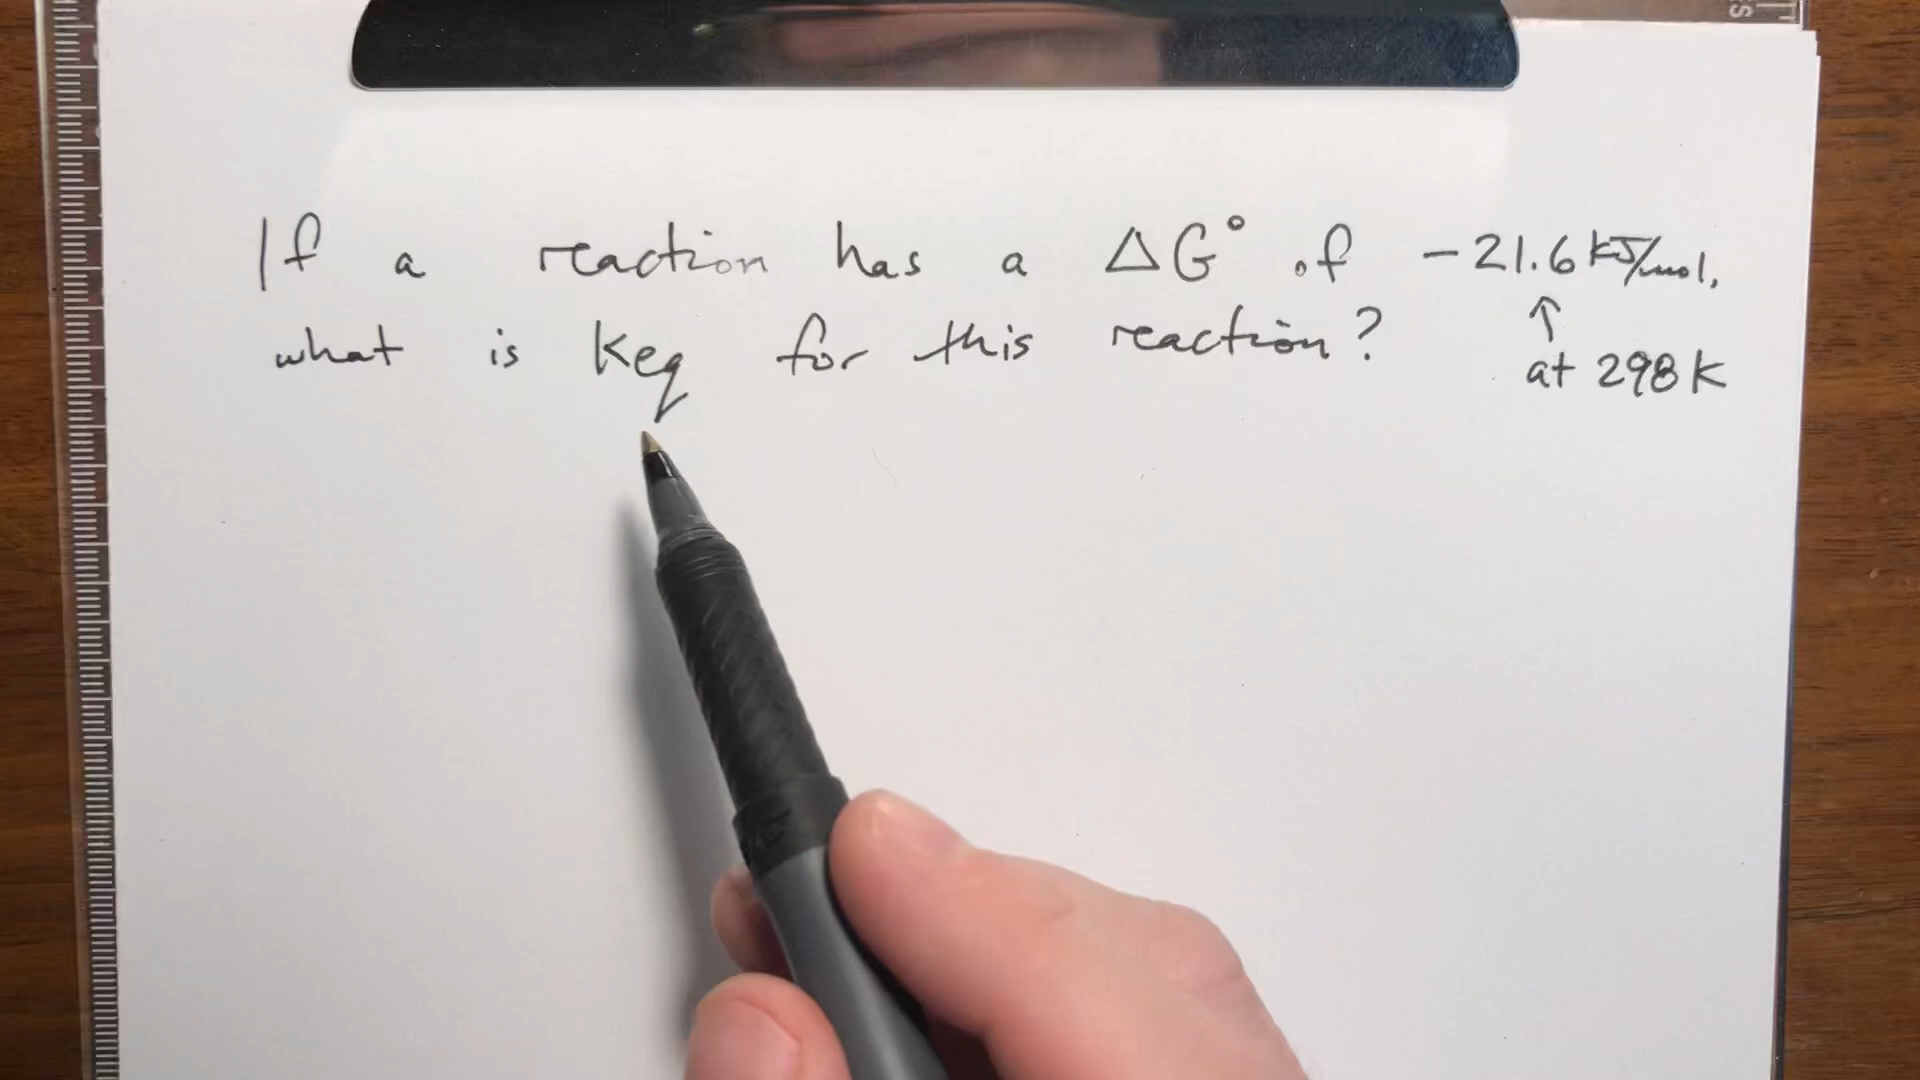 If a reaction has a ΔG° of -21.6 kJ/mol,
what is Keq for this reaction?
↑
at 298 K